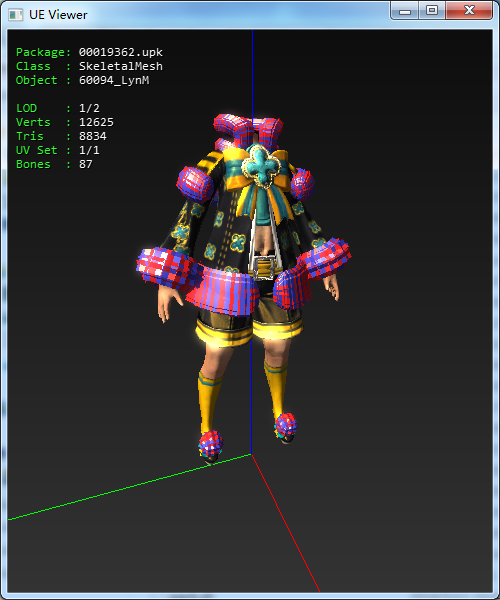 UE Viewer
Package: 00019362.upk
Class  : SkeletalMesh
Object : 60094_LynM
LOD    : 1/2
Verts  : 12625
Tris   : 8834
UV Set : 1/1
Bones  : 87